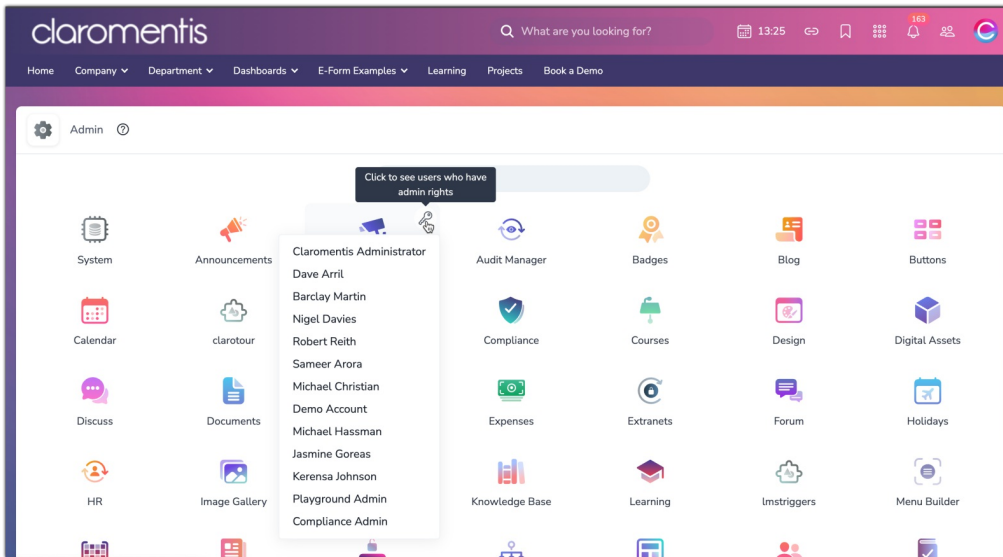 claromentis
What are you looking for?
13:25
163
Home
Company
Department
Dashboards
E-Form Examples
Learning
Projects
Book a Demo
Admin
Click to see users who have
admin rights
System
Announcements
Audit Manager
Badges
Blog
Buttons
Calendar
clarotour
Compliance
Courses
Design
Digital Assets
Discuss
Documents
Expenses
Extranets
Forum
Holidays
HR
Image Gallery
Knowledge Base
Learning
lmstriggers
Menu Builder
Claromentis Administrator
Dave Arril
Barclay Martin
Nigel Davies
Robert Reith
Sameer Arora
Michael Christian
Demo Account
Michael Hassman
Jasmine Goreas
Kerensa Johnson
Playground Admin
Compliance Admin